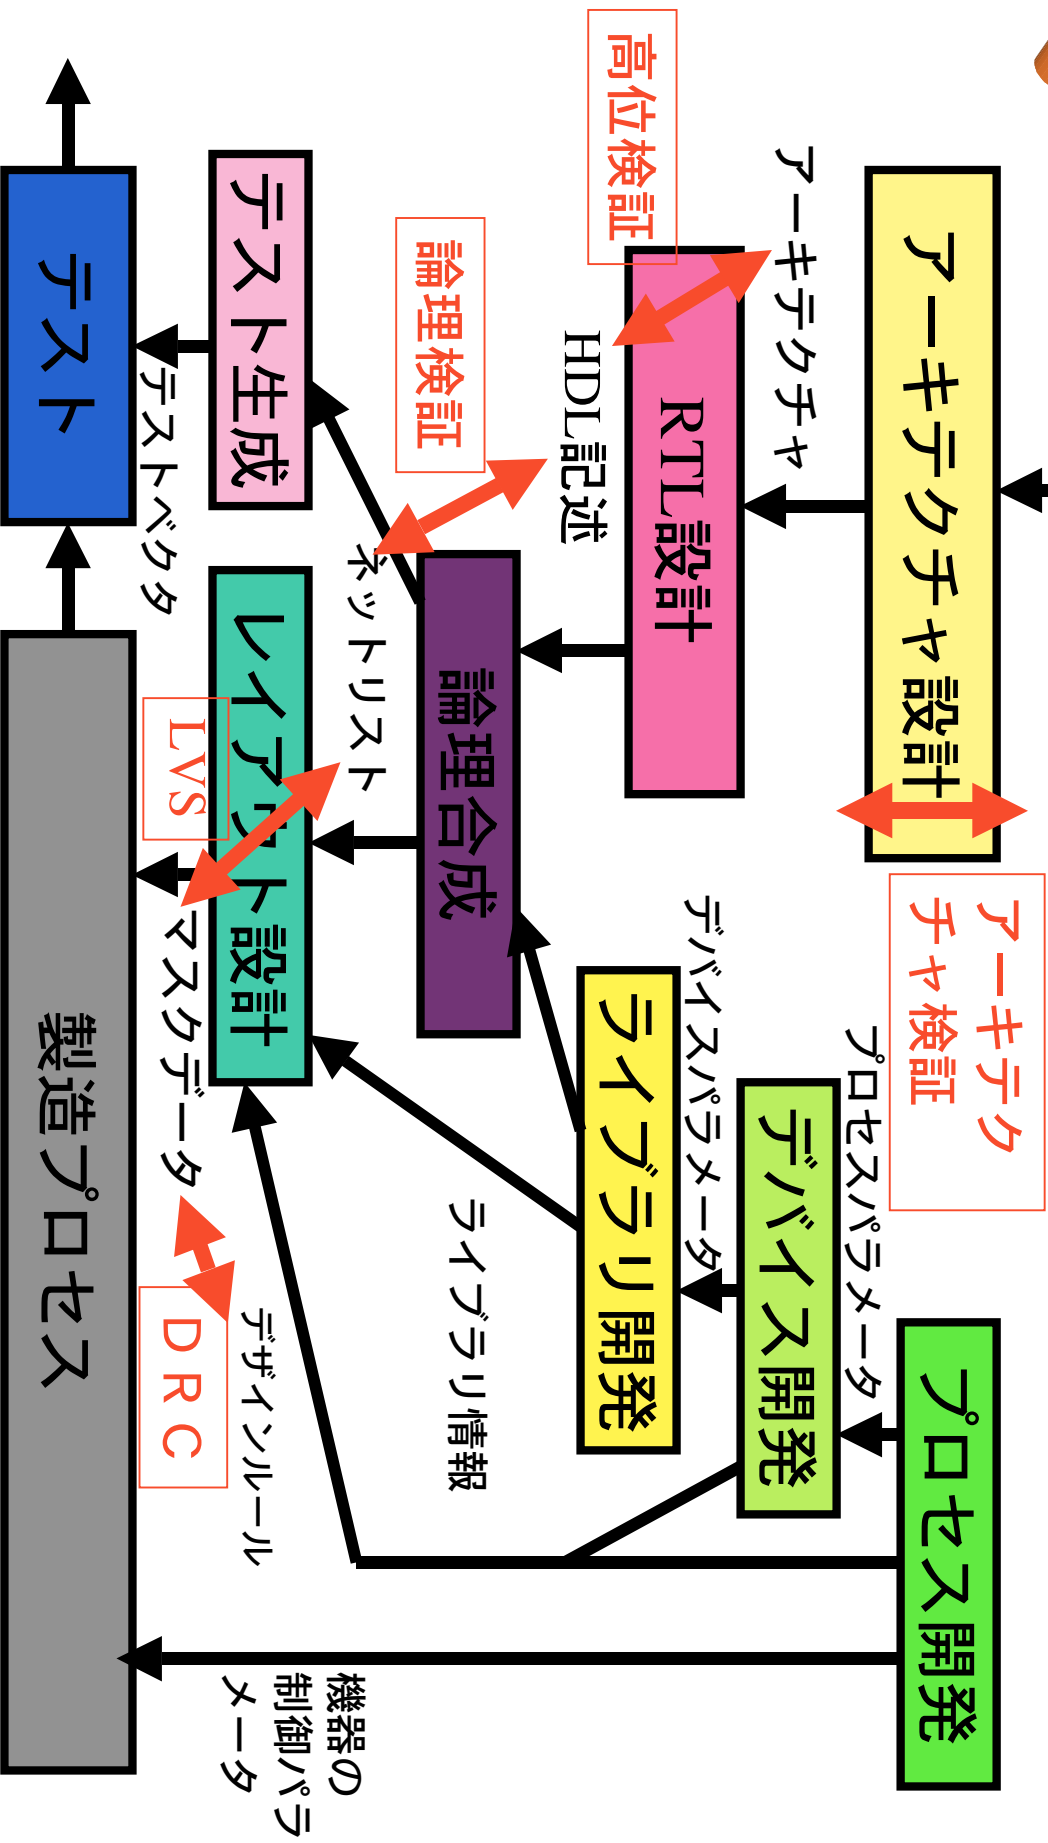 アーキテクチャ設計
アーキテク
チャ検証
プロセス開発
アーキテクチャ
プロセスパラメータ
高位検証
RTL設計
デバイス開発
HDL記述
デバイスパラメータ
論理検証
論理合成
ライブラリ開発
ネットリスト
ライブラリ情報
テスト生成
レイアウト設計
デザインルール
機器の
制御パラ
メータ
テストベクタ
LVS
マスクデータ
DRC
テスト
製造プロセス